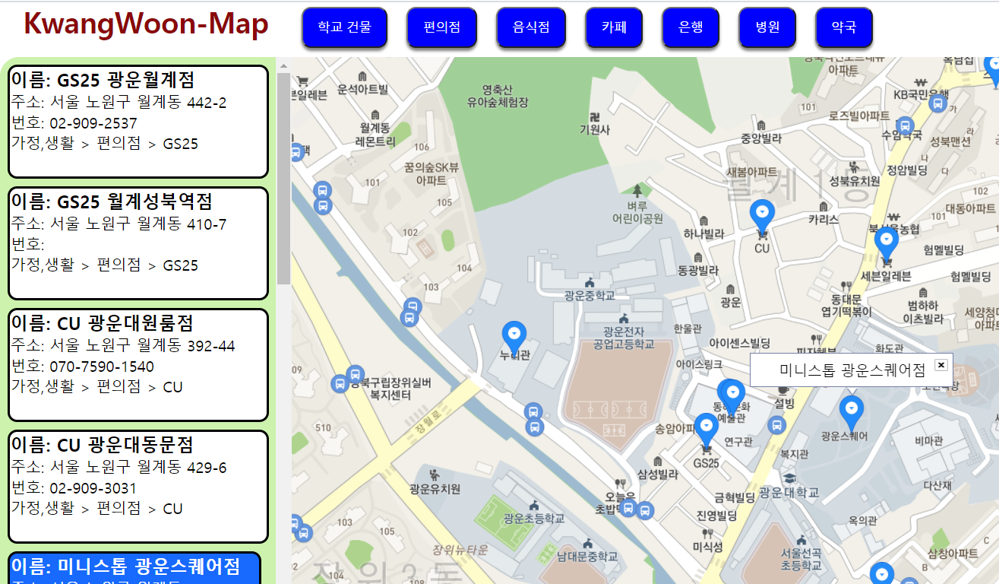 KwangWoon-Map
학교 건물
편의점
음식점
카페
은행
병원
약국
이름: GS25 광운월계점
주소: 서울 노원구 월계동 442-2
번호: 02-909-2537
가정,생활 > 편의점 > GS25
이름: GS25 월계성북역점
주소: 서울 노원구 월계동 410-7
번호:
가정,생활 > 편의점 > GS25
이름: CU 광운대원룸점
주소: 서울 노원구 월계동 392-44
번호: 070-7590-1540
가정,생활 > 편의점 > CU
이름: CU 광운대동문점
주소: 서울 노원구 월계동 429-6
번호: 02-909-3031
가정,생활 > 편의점 > CU
이름: 미니스톱 광운스퀘어점
운석아트빌
영축산
유아숲체험장
아파트
KB국민은행
101
로즈빌아파트
가
라
월계동
레몬트리
106
기원사
중앙빌라
수암약국
성북맨션
나
다
꿈의숲SK뷰
아파트
101
105
새봄아파트
월계1동
성북유치원
정암빌딩
벼루
어린이공원
102
하나빌라
카리스
대동아파트
북서울농협
CU
험멜빌딩
104
동광빌라
세븐일레븐
험멜빌딩
103
광운중학교
광운
동대문
엽기떡볶이
범하하
이츠빌라
광운전자
공업고등학교
한울관
아이센스빌딩
화도관
누리관
아이스링크
미니스톱 광운스퀘어점
복지센터
설빙
동해문화
예술관
장월로
송암아파
연구관
광운스퀘어
비마관
GS25
복지관
삼성빌라
광운유치원
오늘은
금혁빌딩
광운대학교
다산재
103
105
광운초등학교
진영빌딩
옥의관
장위뉴타운
미식성
서울선곡
초등학교
삼창아파트
남대문중학교
장위3동
B
104
108
C